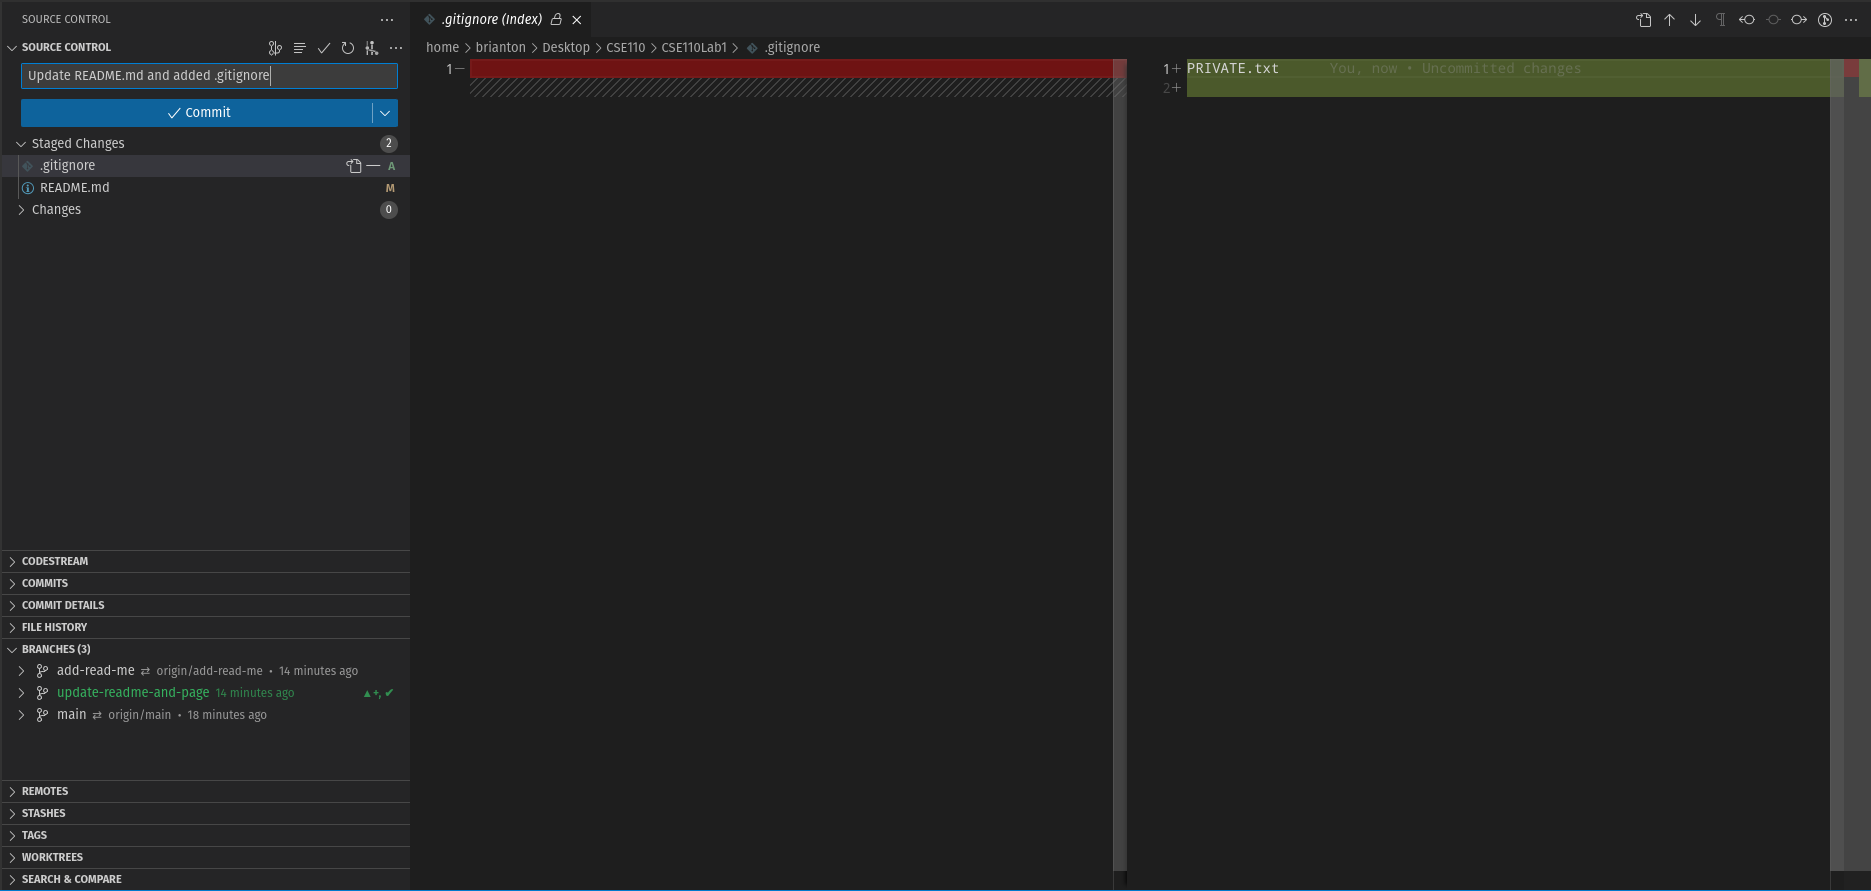 SOURCE CONTROL
SOURCE CONTROL
Update README.md and added .gitignore
Commit
Staged Changes 2
.gitignore A
README.md M
Changes 0
CODESTREAM
COMMITS
COMMIT DETAILS
FILE HISTORY
BRANCHES (3)
add-read-me ⇄ origin/add-read-me • 14 minutes ago
update-readme-and-page 14 minutes ago ▲+, ✔
main ⇄ origin/main • 18 minutes ago
REMOTES
STASHES
TAGS
WORKTREES
SEARCH & COMPARE
.gitignore (Index)
home > brianton > Desktop > CSE110 > CSE110Lab1 > .gitignore
1−
1+ PRIVATE.txt You, now • Uncommitted changes
2+